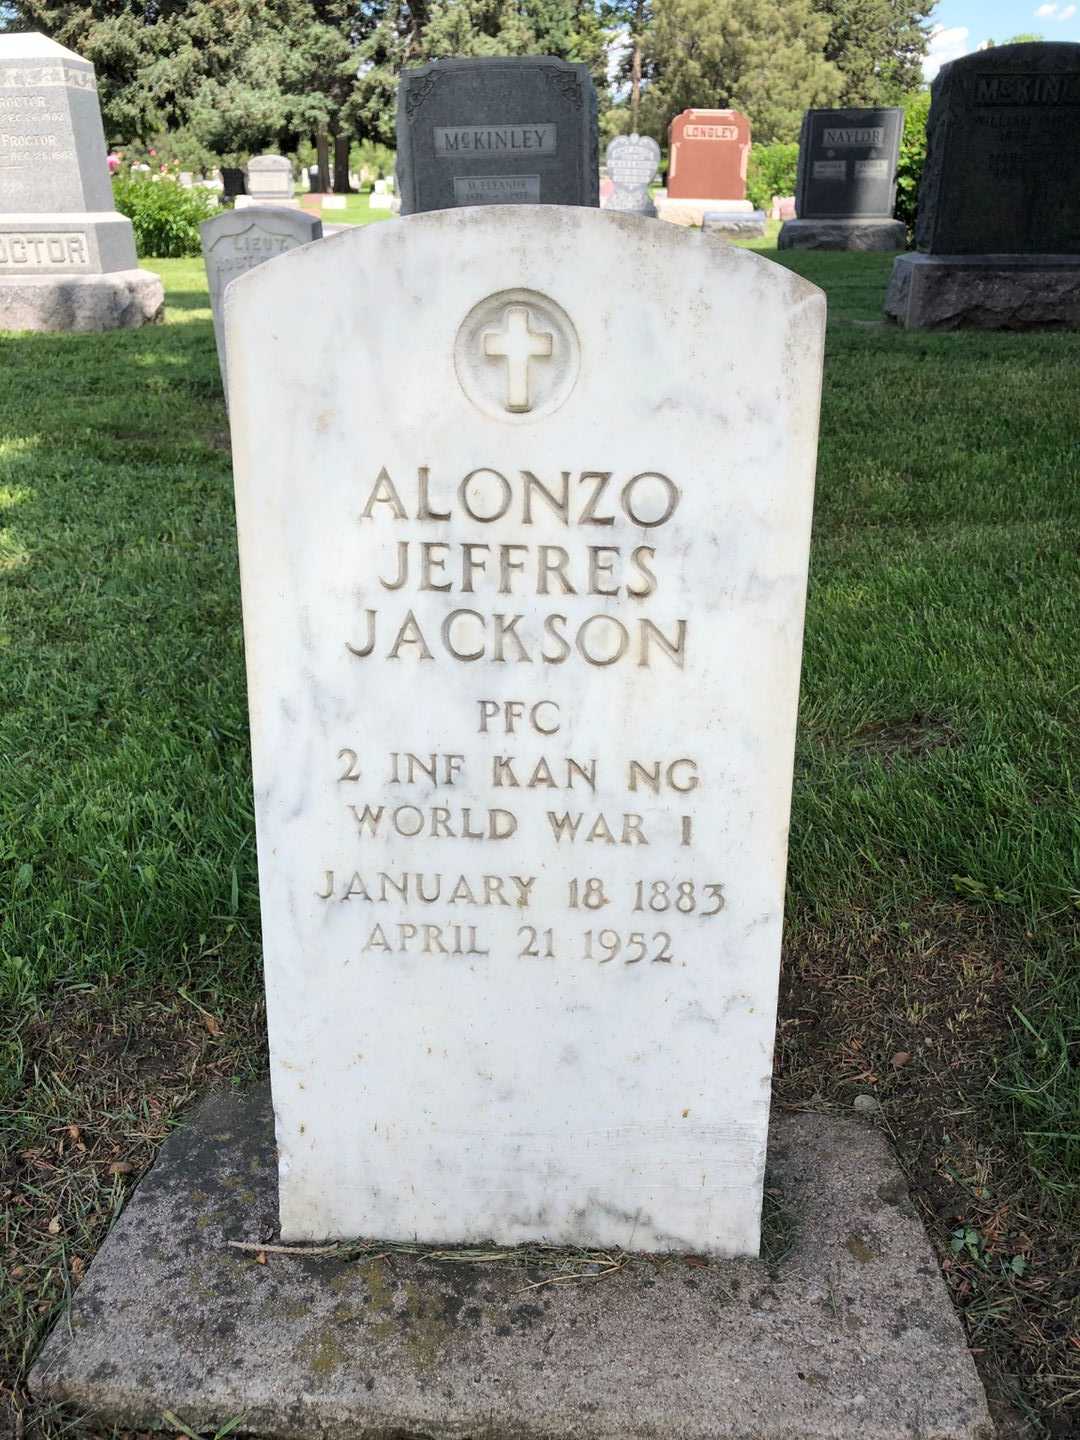 PROCTOR
PROCTOR
McKINLEY
M. ELEANOR
LONGLEY
NAYLOR
McKINL
LIEUT.
ALONZO
JEFFRES
JACKSON
PFC
2 INF KAN NG
WORLD WAR I
JANUARY 18 1883
APRIL 21 1952